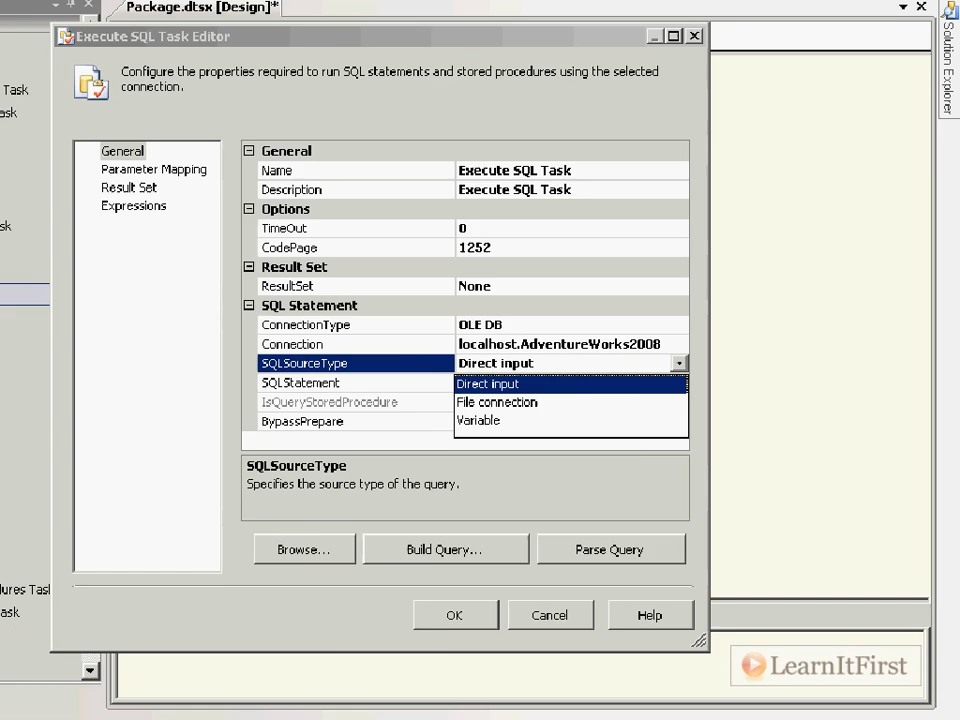 Package.dtsx [Design]*
Execute SQL Task Editor
Configure the properties required to run SQL statements and stored procedures using the selected
connection.
Solution Explorer
Task
ask
sk
ures Task
ask
General
Parameter Mapping
Result Set
Expressions
General
Name Execute SQL Task
Description Execute SQL Task
Options
TimeOut 0
CodePage 1252
Result Set
ResultSet None
SQL Statement
ConnectionType OLE DB
Connection localhost.AdventureWorks2008
SQLSourceType Direct input
SQLStatement
IsQueryStoredProcedure
BypassPrepare
Direct input
File connection
Variable
SQLSourceType
Specifies the source type of the query.
Browse... Build Query... Parse Query
OK Cancel Help
LearnItFirst